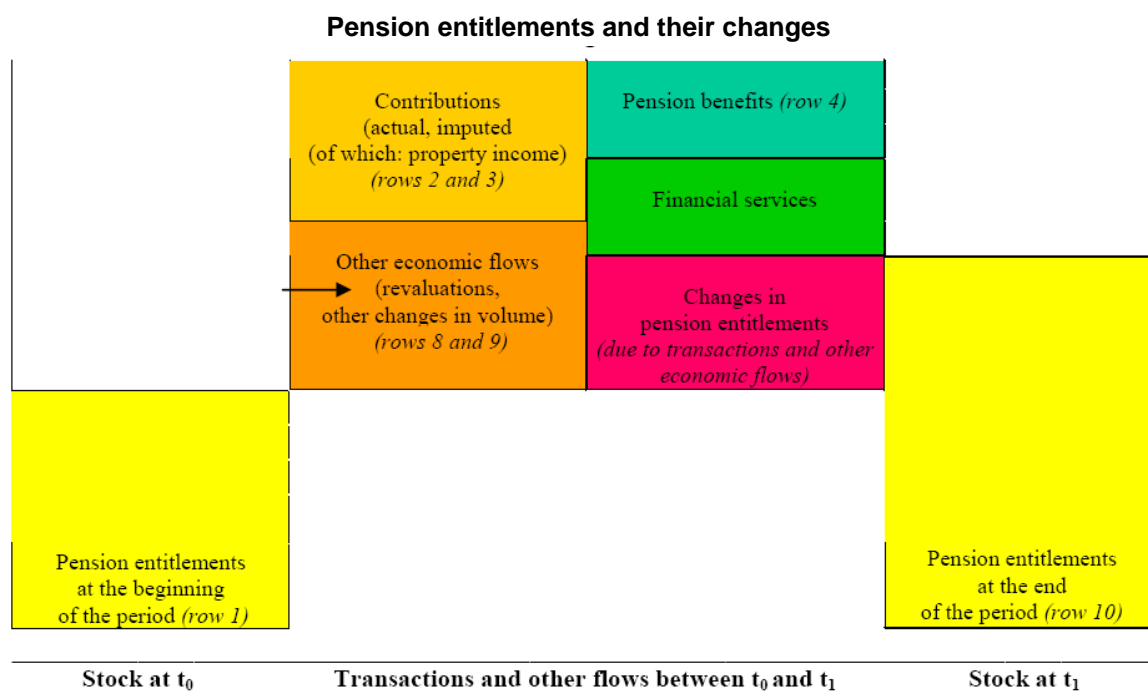 Pension entitlements and their changes
Contributions
(actual, imputed
(of which: property income)
(rows 2 and 3)
Pension benefits (row 4)
Financial services
Other economic flows
(revaluations,
other changes in volume)
(rows 8 and 9)
Changes in
pension entitlements
(due to transactions and other
economic flows)
Pension entitlements
at the beginning
of the period (row 1)
Pension entitlements
at the end
of the period (row 10)
Stock at t₀
Transactions and other flows between t₀ and t₁
Stock at t₁